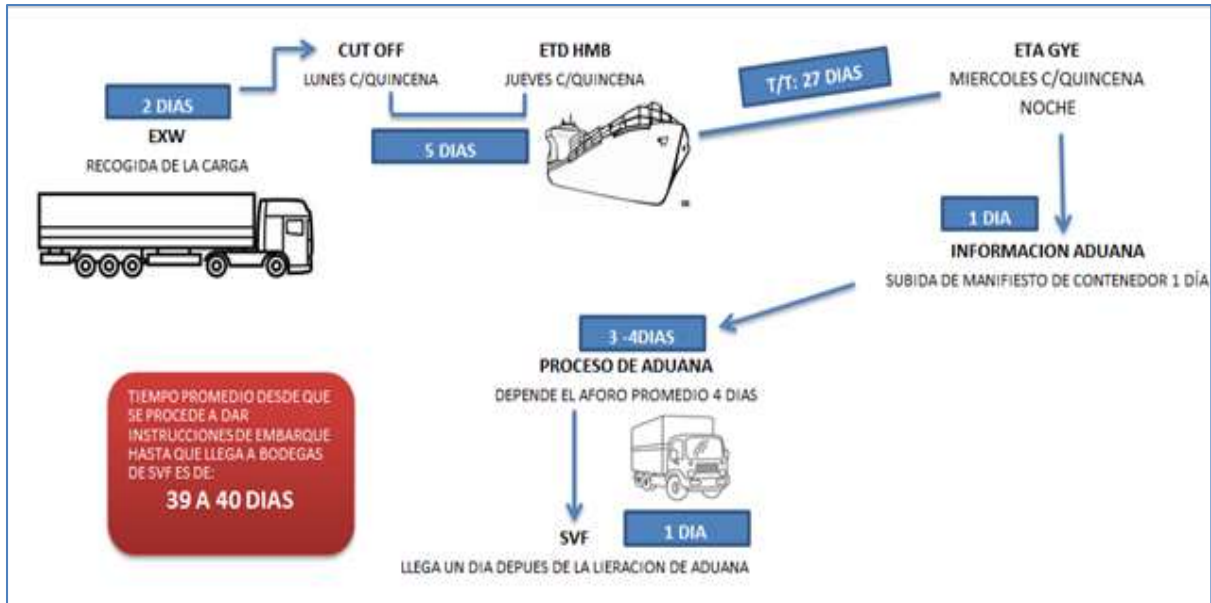 CUT OFF
LUNES C/QUINCENA
ETD HMB
JUEVES C/QUINCENA
T/T: 27 DIAS
ETA GYE
MIERCOLES C/QUINCENA
NOCHE
2 DIAS
EXW
RECOGIDA DE LA CARGA
5 DIAS
1 DIA
INFORMACION ADUANA
SUBIDA DE MANIFIESTO DE CONTENEDOR 1 DÍA
3 -4DIAS
PROCESO DE ADUANA
DEPENDE EL AFORO PROMEDIO 4 DIAS
TIEMPO PROMEDIO DESDE QUE
SE PROCEDE A DAR
INSTRUCCIONES DE EMBARQUE
HASTA QUE LLEGA A BODEGAS
DE SVF ES DE:
39 A 40 DIAS
SVF
1 DIA
LLEGA UN DIA DEPUES DE LA LIERACION DE ADUANA